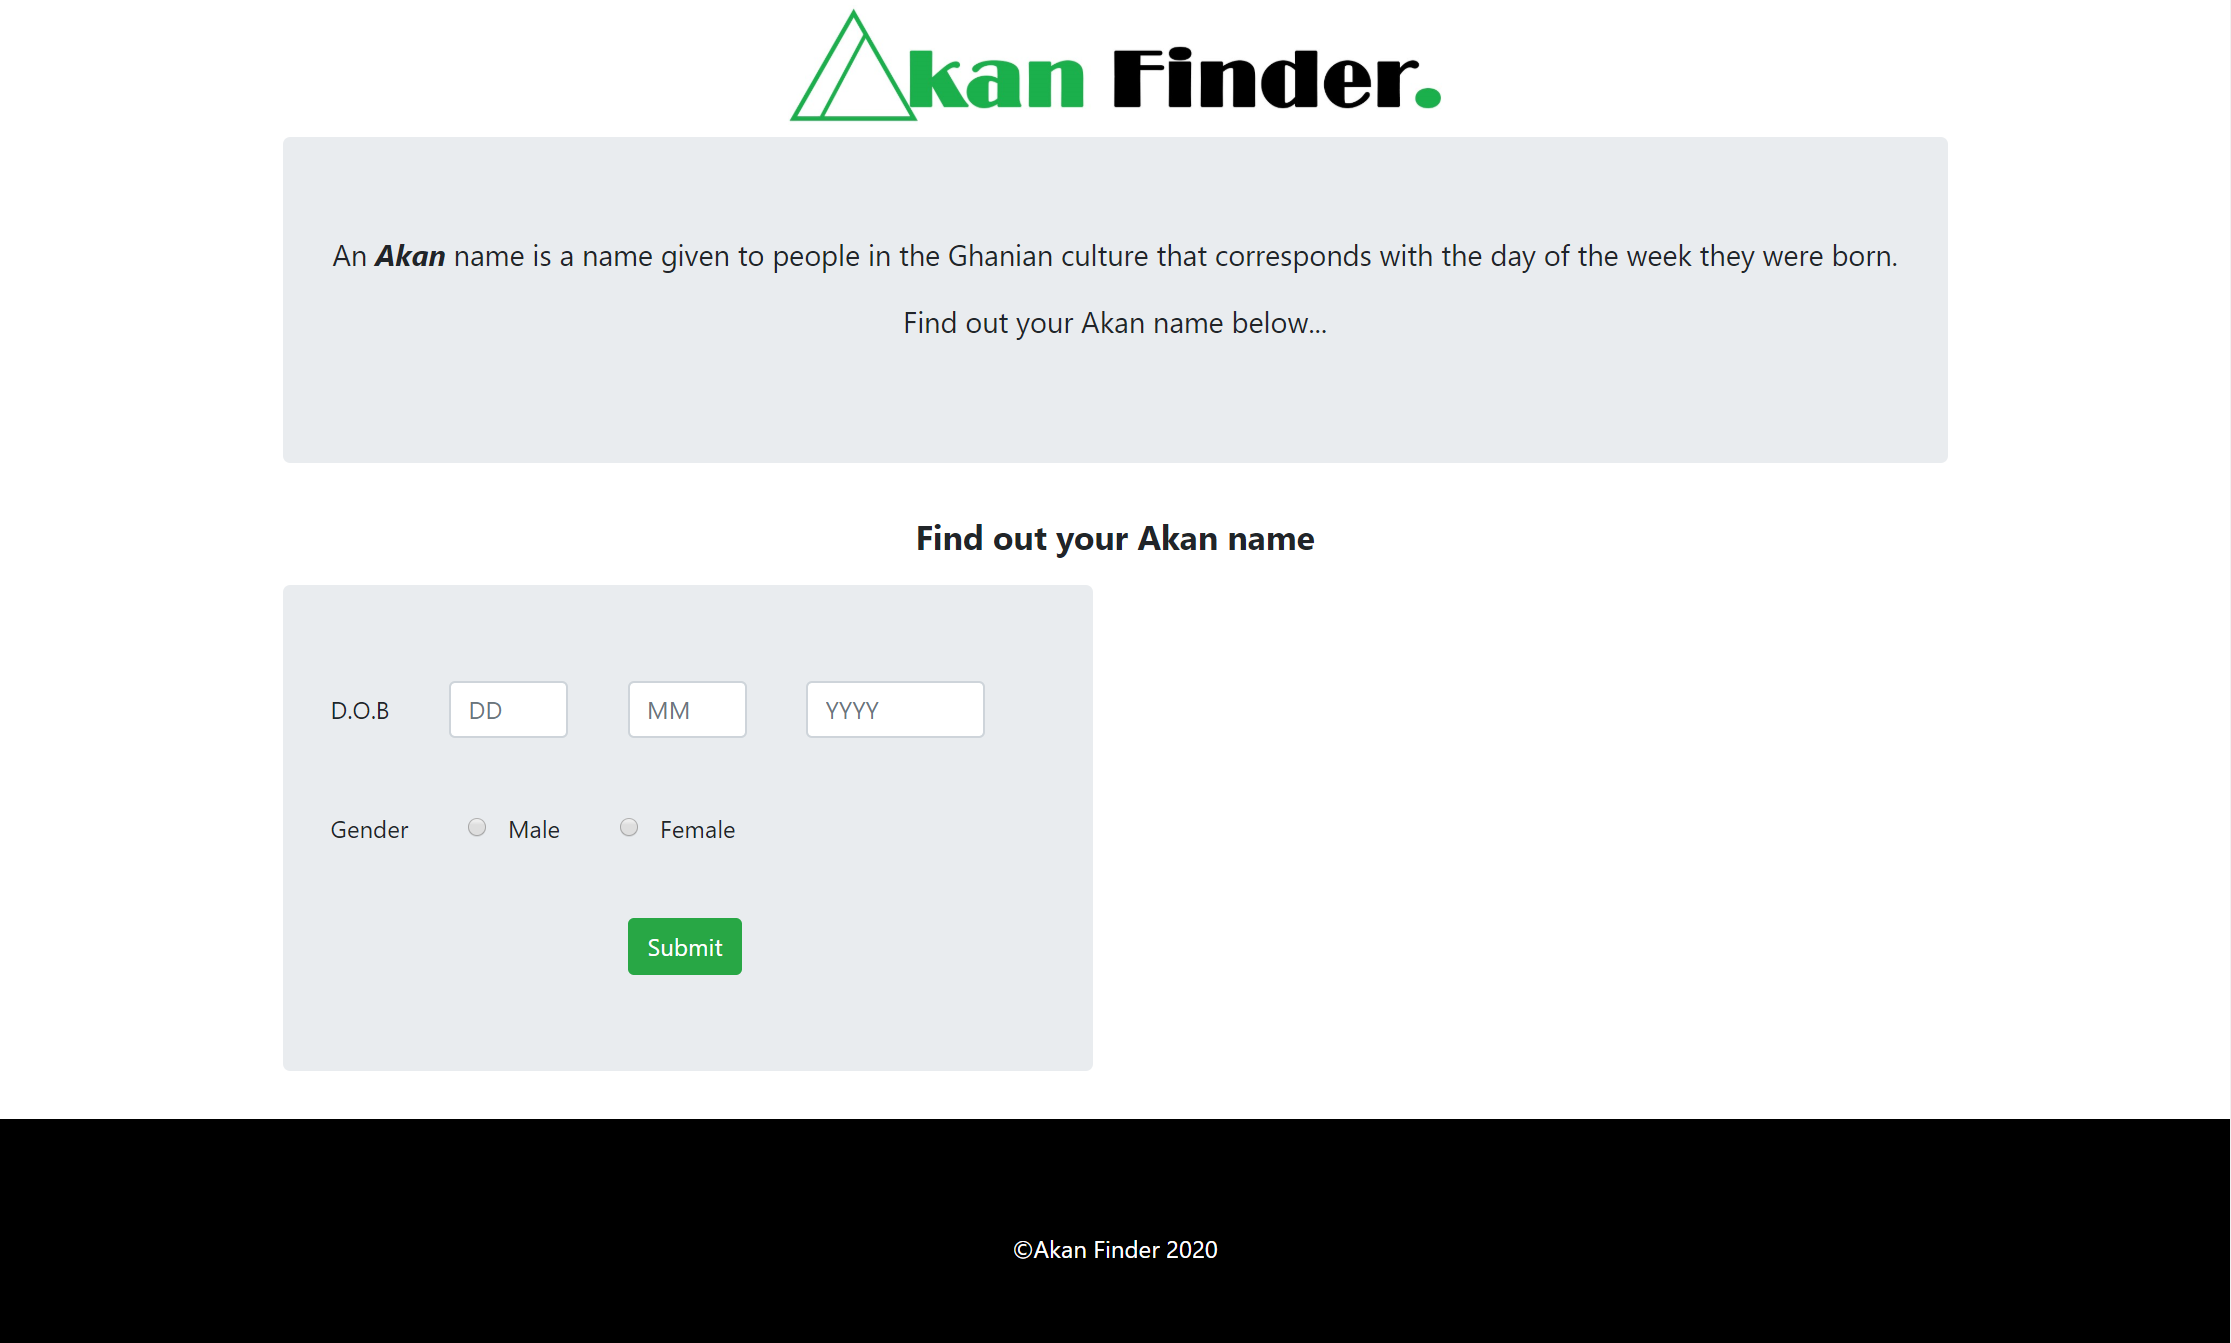 Akan Finder.
An Akan name is a name given to people in the Ghanian culture that corresponds with the day of the week they were born.
Find out your Akan name below...
Find out your Akan name
D.O.B DD MM YYYY
Gender Male Female
Submit
©Akan Finder 2020